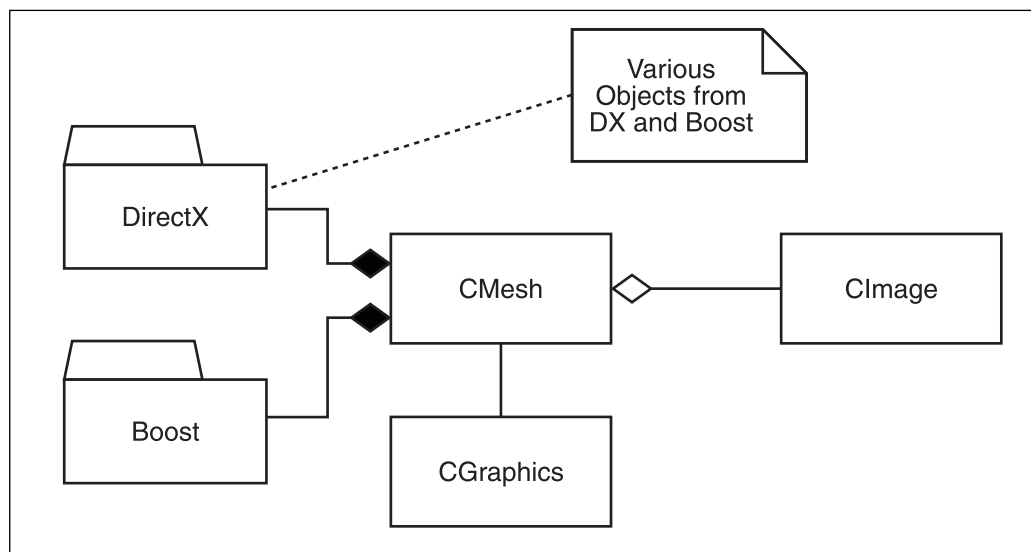 Various
Objects from
DX and Boost
DirectX
CMesh
CImage
Boost
CGraphics